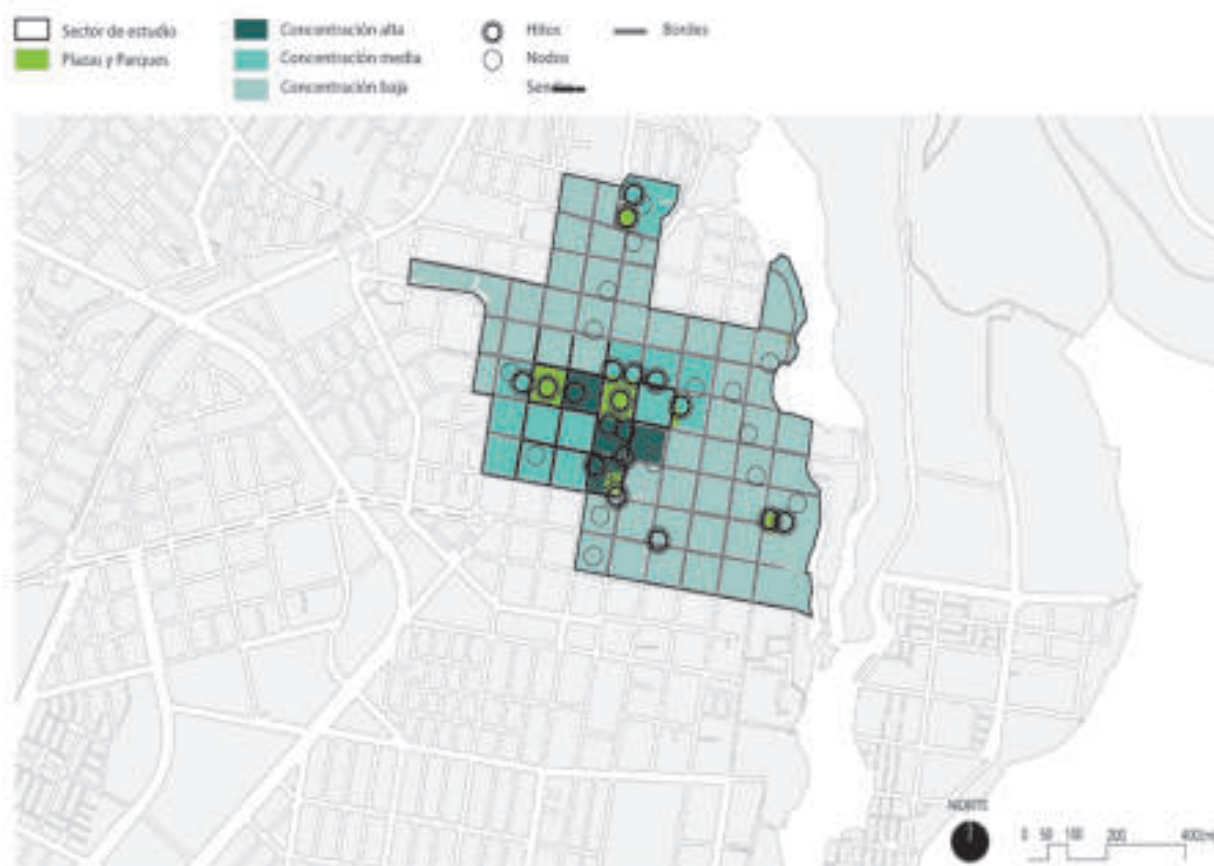 Sector de estudio
Plazas y Parques
Concentración alta
Concentración media
Concentración baja
Hitos
Nodos
Bordes
NORTE
0 50 100 200 400m